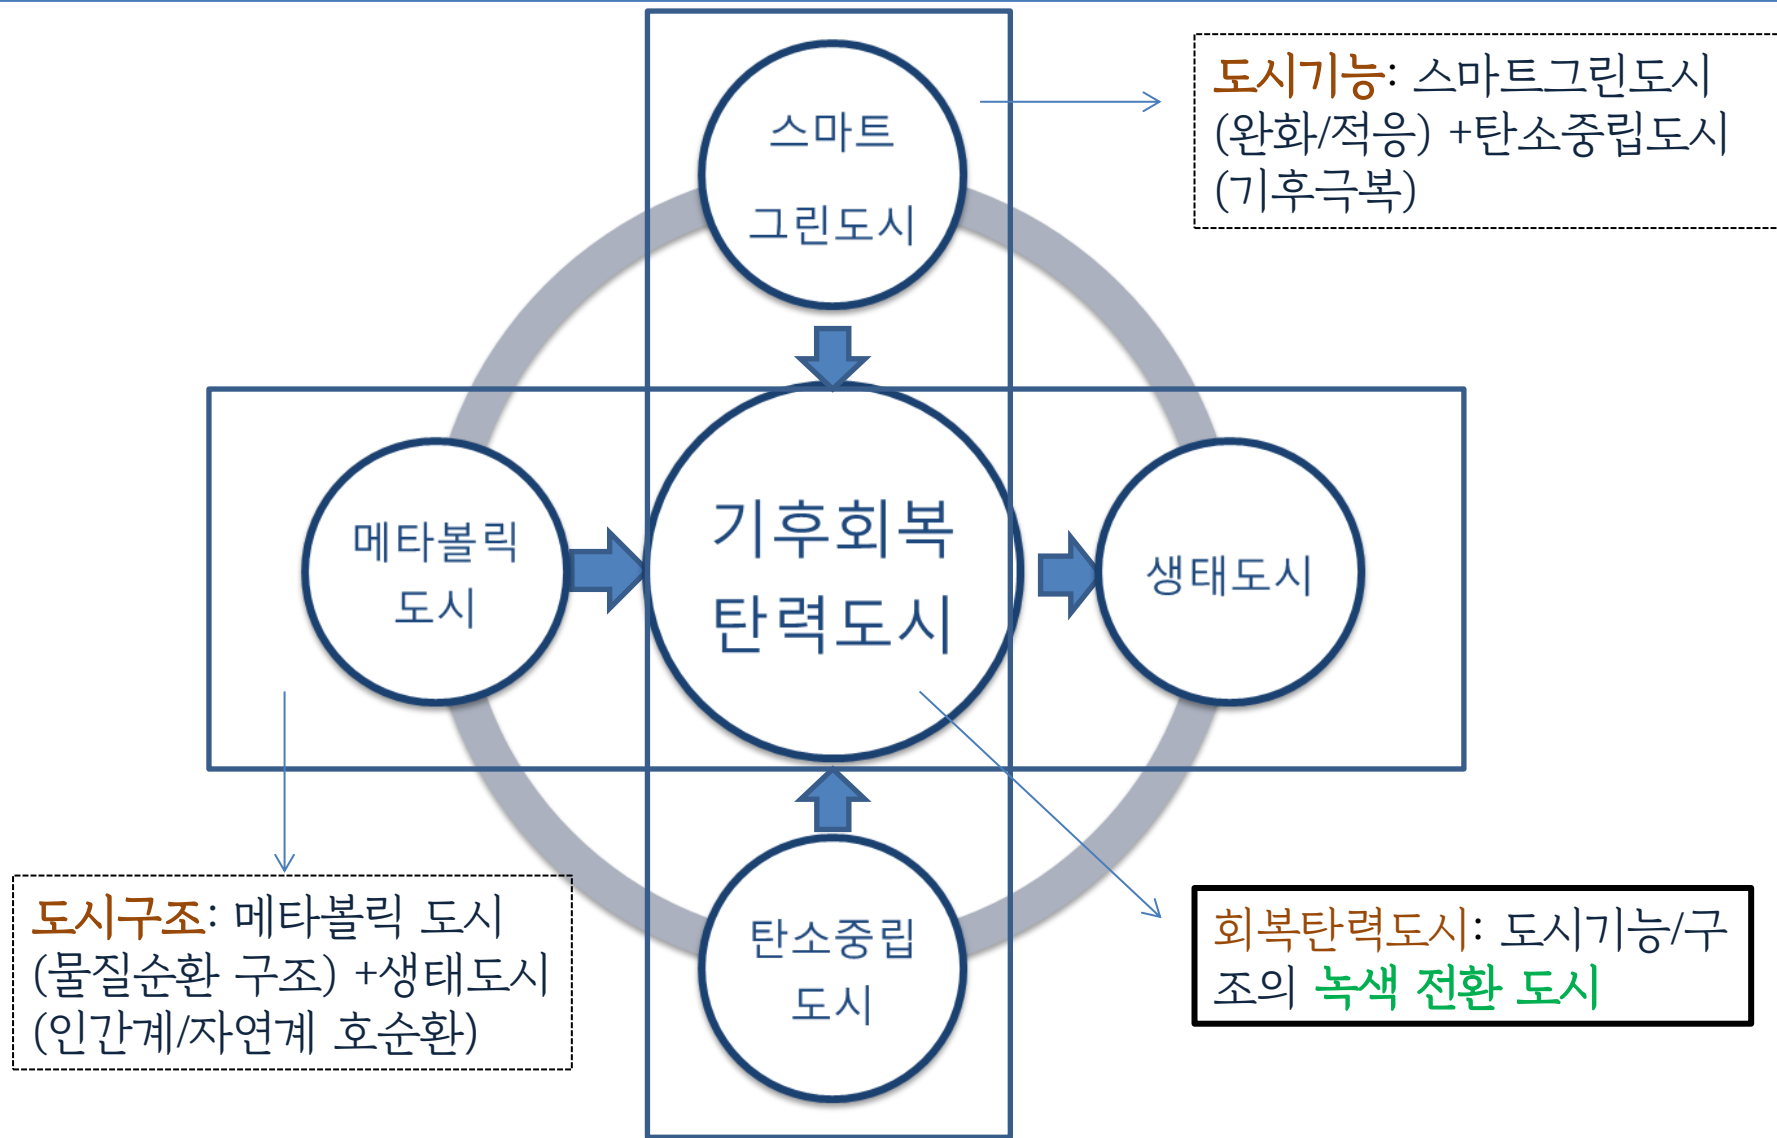 스마트
그린도시
도시기능: 스마트그린도시
(완화/적응) +탄소중립도시
(기후극복)
메타볼릭
도시
기후회복
탄력도시
생태도시
도시구조: 메타볼릭 도시
(물질순환 구조) +생태도시
(인간계/자연계 호순환)
탄소중립
도시
회복탄력도시: 도시기능/구
조의 녹색 전환 도시